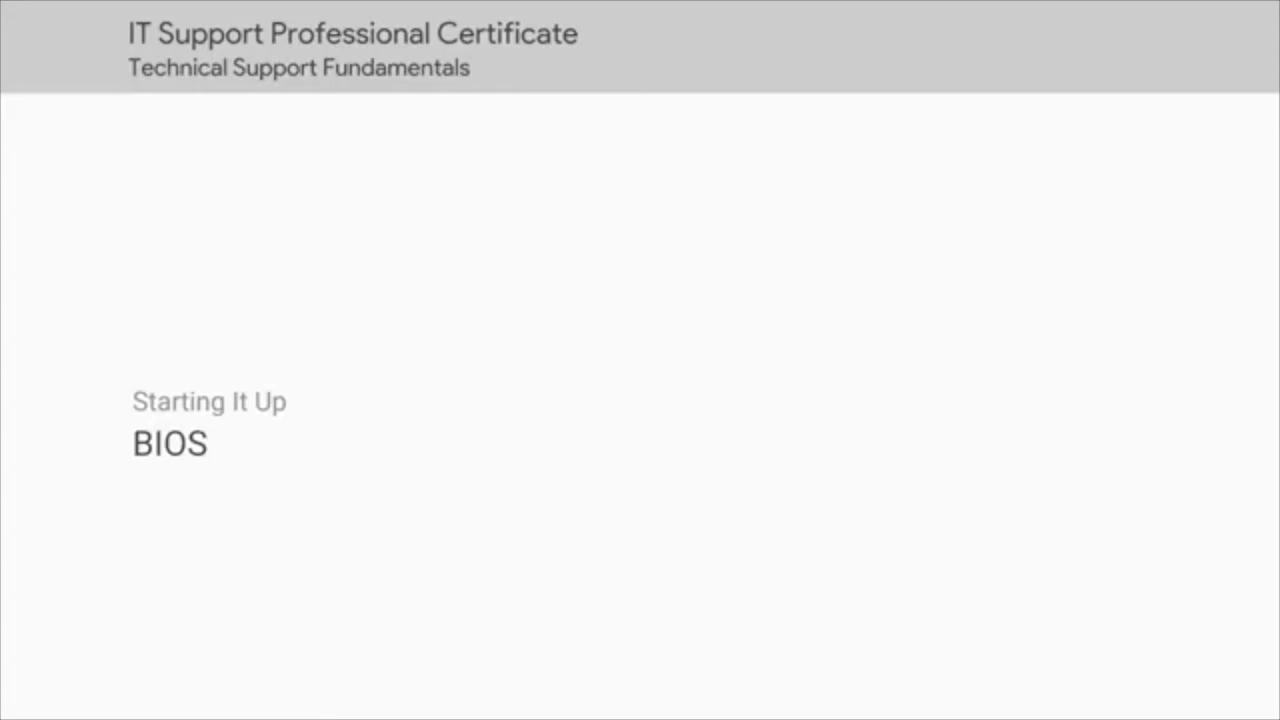 IT Support Professional Certificate
Technical Support Fundamentals
Starting It Up
BIOS